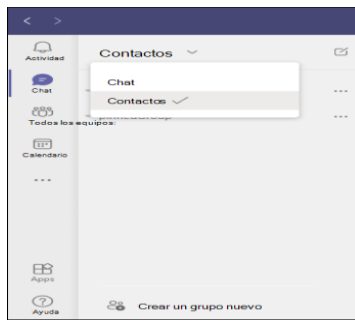 Actividad
Contactos
Chat
Chat
Contactos
Todos los equipos:
Calendario
Apps
Ayuda
Crear un grupo nuevo